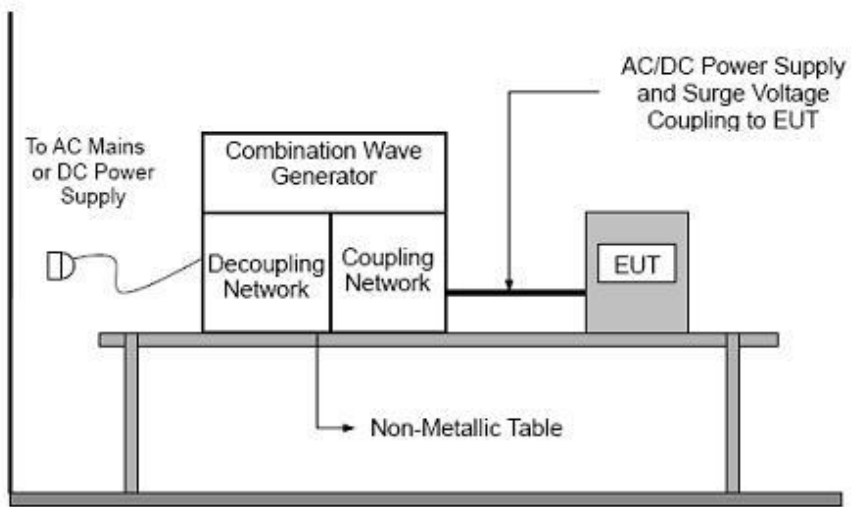 AC/DC Power Supply
and Surge Voltage
Coupling to EUT
To AC Mains
or DC Power
Supply
Combination Wave
Generator
Decoupling
Network
Coupling
Network
EUT
Non-Metallic Table